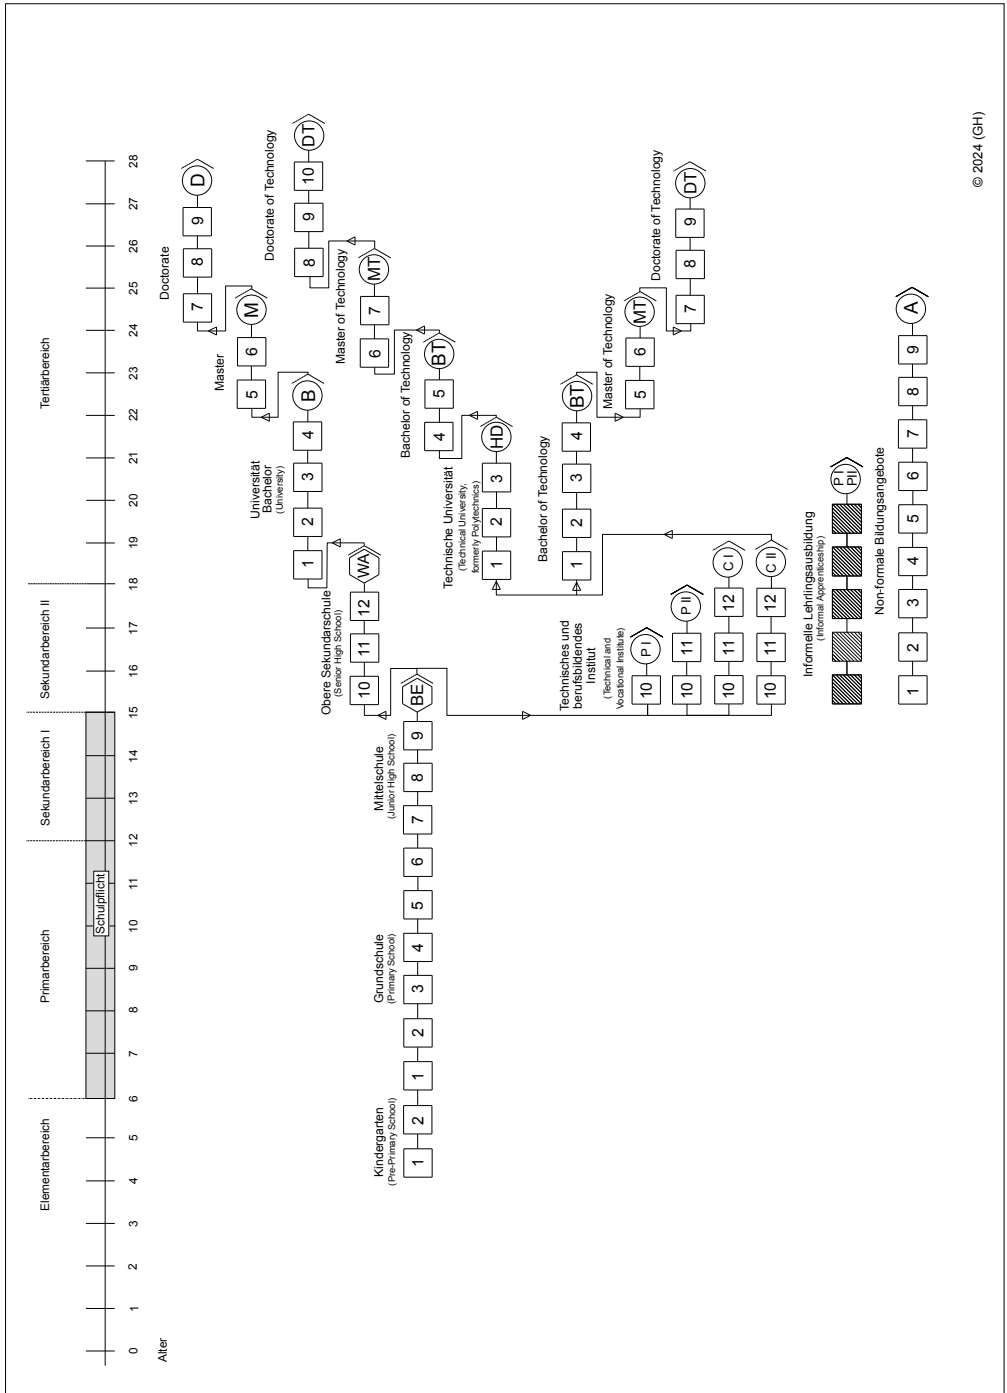 Elementarbereich
Primarbereich
Sekundarbereich I
Sekundarbereich II
Tertiärbereich
Schulpflicht
0 1 2 3 4 5 6 7 8 9 10 11 12 13 14 15 16 17 18 19 20 21 22 23 24 25 26 27 28
Alter
Doctorate
7 8 9 D
Master
5 6 M
Universität
Bachelor
(University)
1 2 3 4 B
Doctorate of Technology
8 9 10 DT
Obere Sekundarschule
(Senior High School)
10 11 12 WA
Master of Technology
6 7 MT
Kindergarten
(Pre-Primary School)
1 2
Grundschule
(Primary School)
1 2 3 4 5 6
Mittelschule
(Junior High School)
7 8 9 BE
Bachelor of Technology
4 5 BT
Technische Universität
(Technical University,
formerly Polytechnics)
1 2 3 HD
Bachelor of Technology
1 2 3 4 BT
Master of Technology
5 6 MT
Doctorate of Technology
7 8 9 DT
Technisches und
berufsbildendes
Institut
(Technical and
Vocational Institute)
10 P I
10 11 P II
10 11 12 C I
10 11 12 C II
Informelle Lehrlingsausbildung
(Informal Apprenticeship)
P I
P II
Non-formale Bildungsangebote
1 2 3 4 5 6 7 8 9 A
© 2024 (GH)